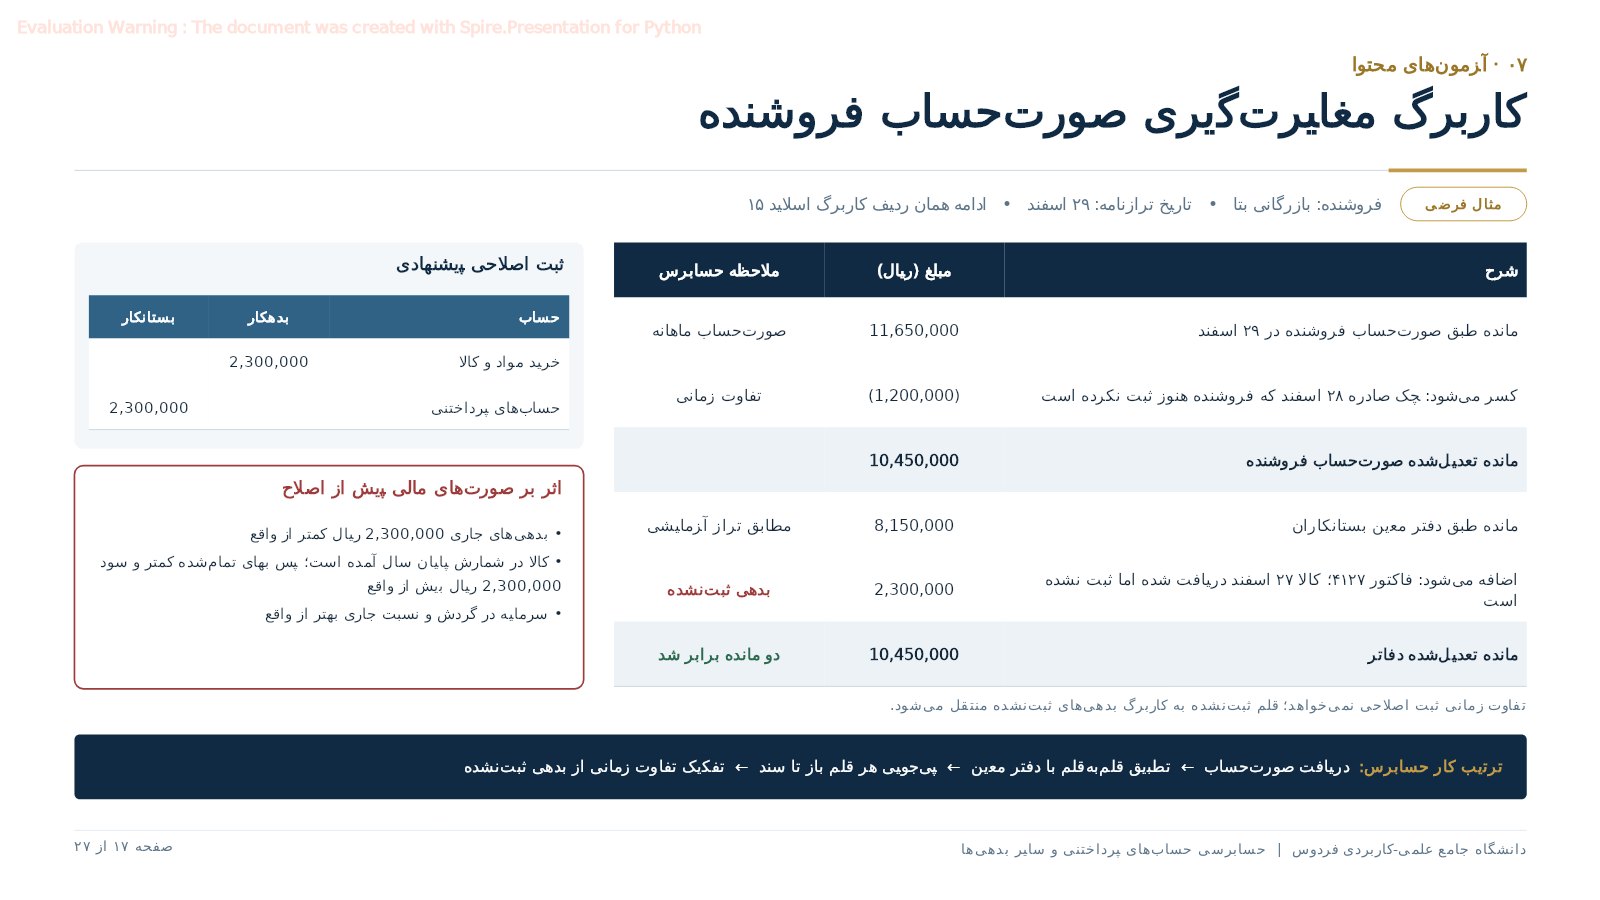 Evaluation Warning : The document was created with Spire.Presentation for Python
۰۷ · آزمون‌های محتوا
کاربرگ مغایرت‌گیری صورت‌حساب فروشنده
مثال فرضی
فروشنده: بازرگانی بتا • تاریخ ترازنامه: ۲۹ اسفند • ادامه همان ردیف کاربرگ اسلاید ۱۵
شرح مبلغ (ریال) ملاحظه حسابرس
مانده طبق صورت‌حساب فروشنده در ۲۹ اسفند 11,650,000 صورت‌حساب ماهانه
کسر می‌شود: چک صادره ۲۸ اسفند که فروشنده هنوز ثبت نکرده است (1,200,000) تفاوت زمانی
مانده تعدیل‌شده صورت‌حساب فروشنده 10,450,000
مانده طبق دفتر معین بستانکاران 8,150,000 مطابق تراز آزمایشی
اضافه می‌شود: فاکتور ۴۱۲۷؛ کالا ۲۷ اسفند دریافت شده اما ثبت نشده
است 2,300,000 بدهی ثبت‌نشده
مانده تعدیل‌شده دفاتر 10,450,000 دو مانده برابر شد
تفاوت زمانی ثبت اصلاحی نمی‌خواهد؛ قلم ثبت‌نشده به کاربرگ بدهی‌های ثبت‌نشده منتقل می‌شود.
ثبت اصلاحی پیشنهادی
حساب بدهکار بستانکار
خرید مواد و کالا 2,300,000
حساب‌های پرداختنی 2,300,000
اثر بر صورت‌های مالی پیش از اصلاح
• بدهی‌های جاری 2,300,000 ریال کمتر از واقع
• کالا در شمارش پایان سال آمده است؛ پس بهای تمام‌شده کمتر و سود
2,300,000 ریال بیش از واقع
• سرمایه در گردش و نسبت جاری بهتر از واقع
ترتیب کار حسابرس: دریافت صورت‌حساب ← تطبیق قلم‌به‌قلم با دفتر معین ← پی‌جویی هر قلم باز تا سند ← تفکیک تفاوت زمانی از بدهی ثبت‌نشده
دانشگاه جامع علمی-کاربردی فردوس | حسابرسی حساب‌های پرداختنی و سایر بدهی‌ها
صفحه ۱۷ از ۲۷